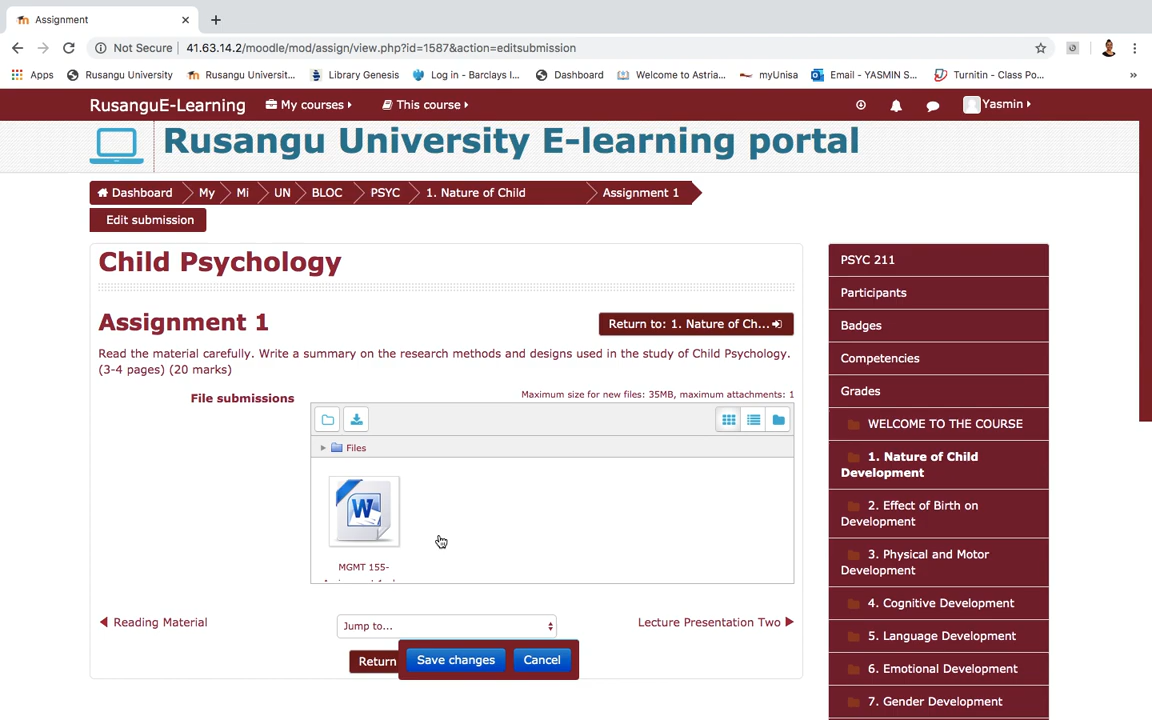 Assignment
Not Secure
41.63.14.2/moodle/mod/assign/view.php?id=1587&action=editsubmission
Apps
Rusangu University
Rusangu Universit...
Library Genesis
Log in - Barclays I...
Dashboard
Welcome to Astria...
myUnisa
Email - YASMIN S...
Turnitin - Class Po...
RusanguE-Learning
My courses
This course
Yasmin
Rusangu University E-learning portal
Dashboard
My
Mi
UN
BLOC
PSYC
1. Nature of Child
Assignment 1
Edit submission
Child Psychology
Assignment 1
Return to: 1. Nature of Ch...
Read the material carefully. Write a summary on the research methods and designs used in the study of Child Psychology.
(3-4 pages) (20 marks)
File submissions
Maximum size for new files: 35MB, maximum attachments: 1
Files
W
MGMT 155-
Reading Material
Jump to...
Lecture Presentation Two
Return
Save changes
Cancel
PSYC 211
Participants
Badges
Competencies
Grades
WELCOME TO THE COURSE
1. Nature of Child
Development
2. Effect of Birth on
Development
3. Physical and Motor
Development
4. Cognitive Development
5. Language Development
6. Emotional Development
7. Gender Development